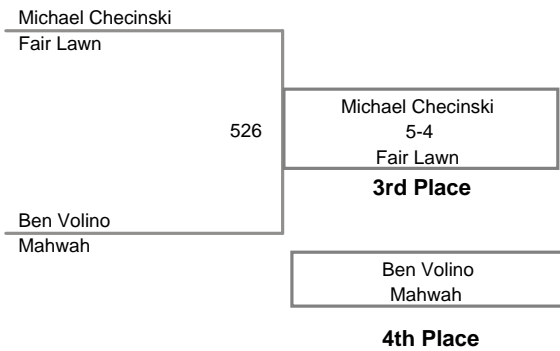 Michael Checinski
Fair Lawn
526
Michael Checinski
5-4
Fair Lawn
3rd Place
Ben Volino
Mahwah
Ben Volino
Mahwah
4th Place